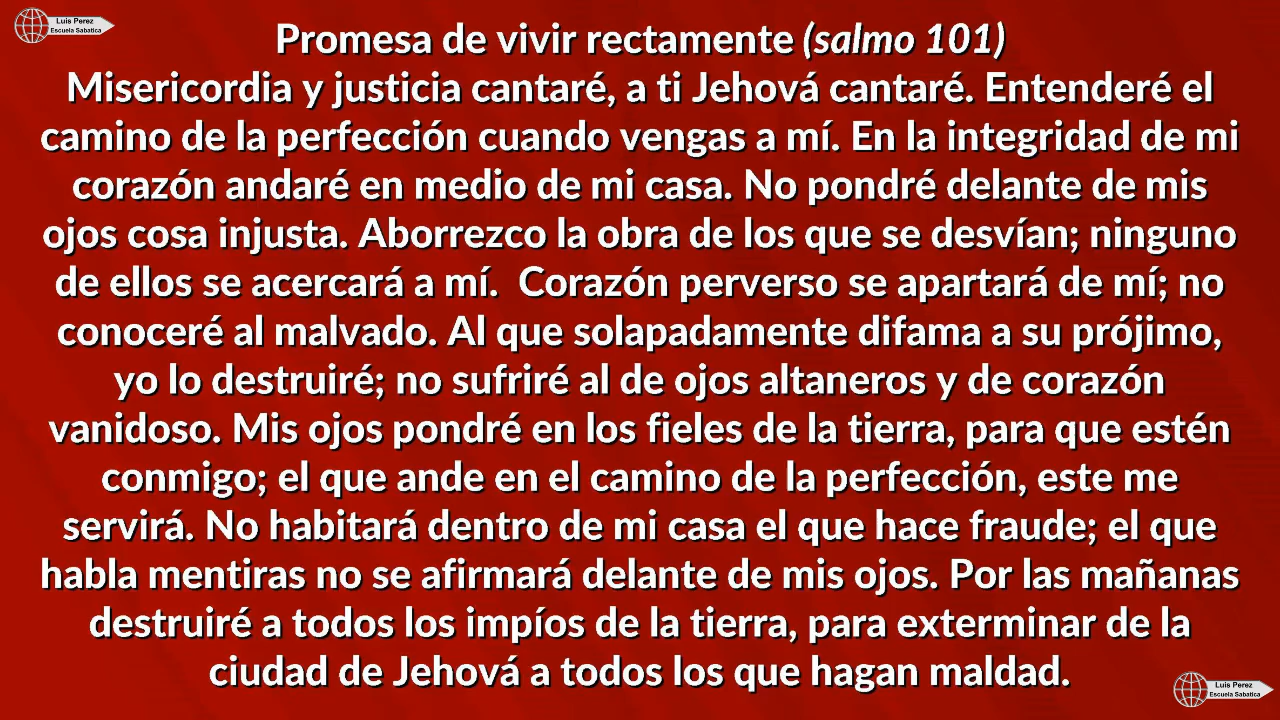 Luis Perez
Escuela Sabatica
Promesa de vivir rectamente (salmo 101)
Misericordia y justicia cantaré, a ti Jehová cantaré. Entenderé el
camino de la perfección cuando vengas a mí. En la integridad de mi
corazón andaré en medio de mi casa. No pondré delante de mis
ojos cosa injusta. Aborrezco la obra de los que se desvían; ninguno
de ellos se acercará a mí.  Corazón perverso se apartará de mí; no
conoceré al malvado. Al que solapadamente difama a su prójimo,
yo lo destruiré; no sufriré al de ojos altaneros y de corazón
vanidoso. Mis ojos pondré en los fieles de la tierra, para que estén
conmigo; el que ande en el camino de la perfección, este me
servirá. No habitará dentro de mi casa el que hace fraude; el que
habla mentiras no se afirmará delante de mis ojos. Por las mañanas
destruiré a todos los impíos de la tierra, para exterminar de la
ciudad de Jehová a todos los que hagan maldad.
Luis Perez
Escuela Sabatica